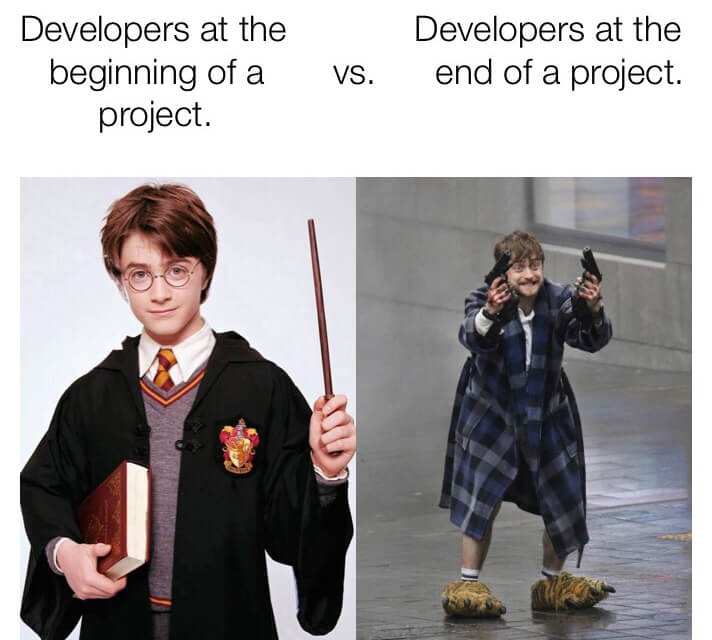 Developers at the
beginning of a
project.
vs.
Developers at the
end of a project.